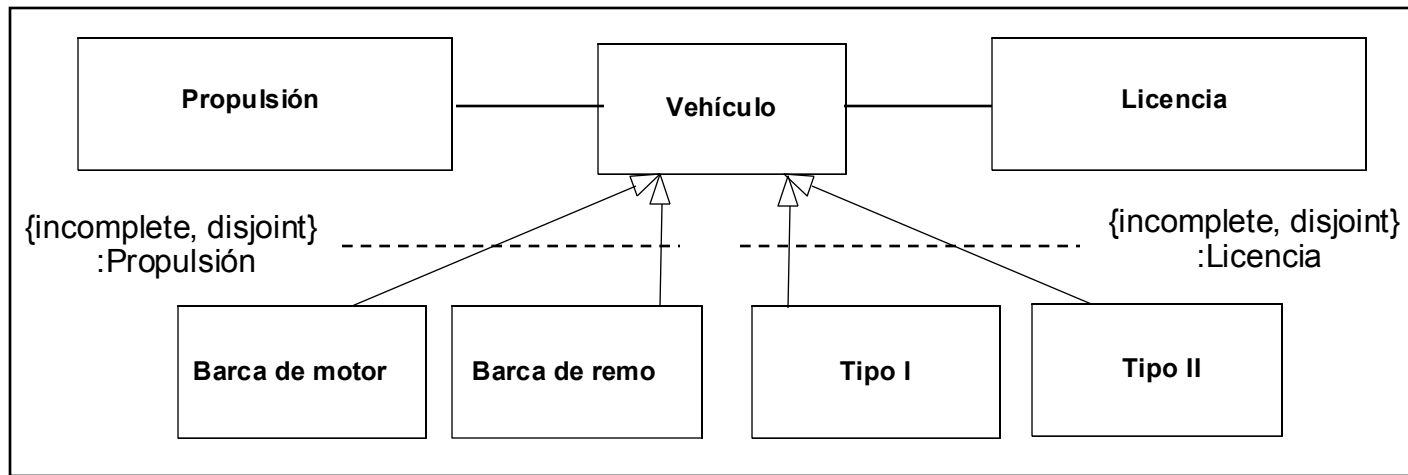 Propulsión
Vehículo
Licencia
{incomplete, disjoint}
:Propulsión
{incomplete, disjoint}
:Licencia
Barca de motor
Barca de remo
Tipo I
Tipo II